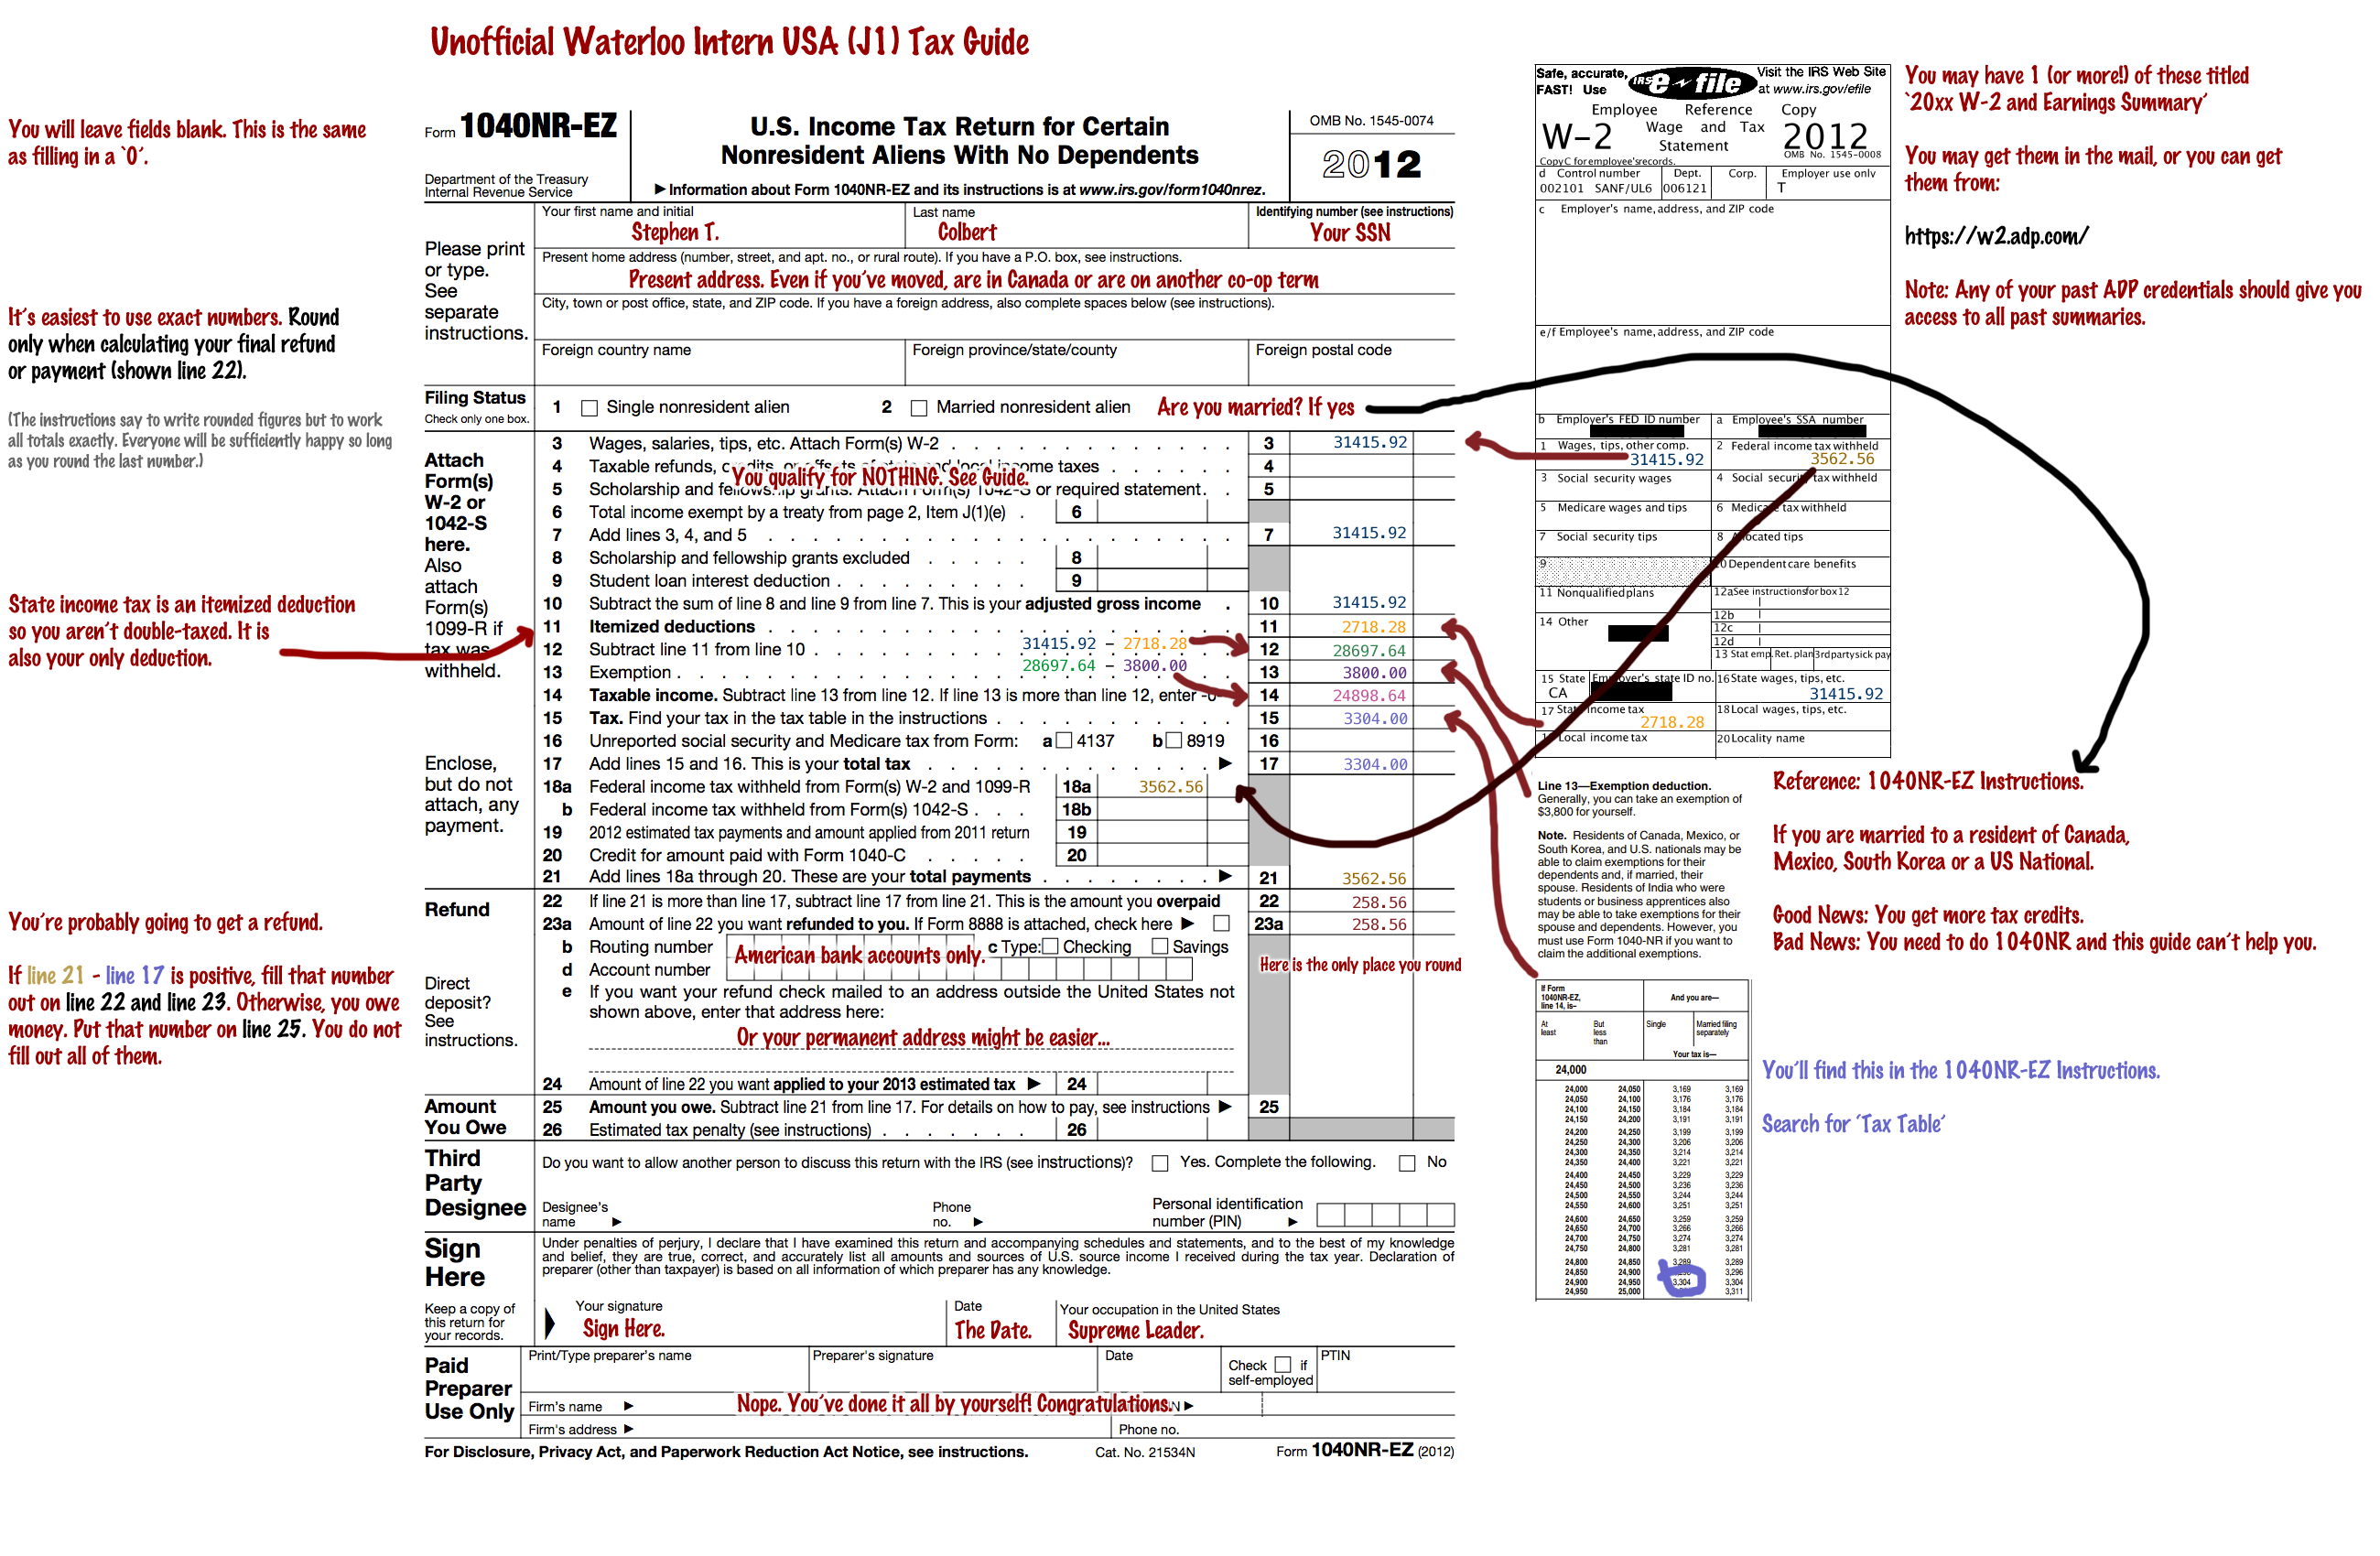 Unofficial Waterloo Intern USA (J1) Tax Guide
You will leave fields blank. This is the same
as filling in a `0'.
It's easiest to use exact numbers. Round
only when calculating your final refund
or payment (shown line 22).
(The instructions say to write rounded figures but to work
all totals exactly. Everyone will be sufficiently happy so long
as you round the last number.)
State income tax is an itemized deduction
so you aren't double-taxed. It is
also your only deduction.
You're probably going to get a refund.
If line 21 - line 17 is positive, fill that number
out on line 22 and line 23. Otherwise, you owe
money. Put that number on line 25. You do not
fill out all of them.
Form 1040NR-EZ
Department of the Treasury
Internal Revenue Service
U.S. Income Tax Return for Certain
Nonresident Aliens With No Dependents
▶ Information about Form 1040NR-EZ and its instructions is at www.irs.gov/form1040nrez.
OMB No. 1545-0074
2012
Please print
or type.
See
separate
instructions.
Your first name and initial
Stephen T.
Last name
Colbert
Identifying number (see instructions)
Your SSN
Present home address (number, street, and apt. no., or rural route). If you have a P.O. box, see instructions.
Present address. Even if you've moved, are in Canada or are on another co-op term
City, town or post office, state, and ZIP code. If you have a foreign address, also complete spaces below (see instructions).
Foreign country name
Foreign province/state/county
Foreign postal code
Filing Status
Check only one box.
1 Single nonresident alien 2 Married nonresident alien Are you married? If yes
Attach
Form(s)
W-2 or
1042-S
here.
Also
attach
Form(s)
1099-R if
tax was
withheld.
3 Wages, salaries, tips, etc. Attach Form(s) W-2 3 31415.92
4 Taxable refunds, credits, or offsets of state and local income taxes 4
You qualify for NOTHING. See Guide.
5 Scholarship and fellowship grants. Attach Form(s) 1042-S or required statement. 5
6 Total income exempt by a treaty from page 2, Item J(1)(e) 6
7 Add lines 3, 4, and 5 7 31415.92
8 Scholarship and fellowship grants excluded 8
9 Student loan interest deduction 9
10 Subtract the sum of line 8 and line 9 from line 7. This is your adjusted gross income 10 31415.92
11 Itemized deductions 11 2718.28
12 Subtract line 11 from line 10 31415.92 - 2718.28 12 28697.64
13 Exemption 28697.64 - 3800.00 13 3800.00
14 Taxable income. Subtract line 13 from line 12. If line 13 is more than line 12, enter -0- 14 24898.64
15 Tax. Find your tax in the tax table in the instructions 15 3304.00
16 Unreported social security and Medicare tax from Form: a 4137 b 8919 16
17 Add lines 15 and 16. This is your total tax ▶ 17 3304.00
Enclose,
but do not
attach, any
payment.
18a Federal income tax withheld from Form(s) W-2 and 1099-R 18a 3562.56
b Federal income tax withheld from Form(s) 1042-S 18b
19 2012 estimated tax payments and amount applied from 2011 return 19
20 Credit for amount paid with Form 1040-C 20
21 Add lines 18a through 20. These are your total payments ▶ 21 3562.56
Refund
22 If line 21 is more than line 17, subtract line 17 from line 21. This is the amount you overpaid 22 258.56
23a Amount of line 22 you want refunded to you. If Form 8888 is attached, check here ▶ 23a 258.56
Direct
deposit?
See
instructions.
b Routing number c Type: Checking Savings
American bank accounts only.
d Account number
Here is the only place you round
e If you want your refund check mailed to an address outside the United States not
shown above, enter that address here:
Or your permanent address might be easier...
24 Amount of line 22 you want applied to your 2013 estimated tax ▶ 24
Amount
You Owe
25 Amount you owe. Subtract line 21 from line 17. For details on how to pay, see instructions ▶ 25
26 Estimated tax penalty (see instructions) 26
Third
Party
Designee
Do you want to allow another person to discuss this return with the IRS (see instructions)? Yes. Complete the following. No
Designee's
name ▶
Phone
no. ▶
Personal identification
number (PIN) ▶
Sign
Here
Keep a copy of
this return for
your records.
Under penalties of perjury, I declare that I have examined this return and accompanying schedules and statements, and to the best of my knowledge
and belief, they are true, correct, and accurately list all amounts and sources of U.S. source income I received during the tax year. Declaration of
preparer (other than taxpayer) is based on all information of which preparer has any knowledge.
Your signature
Sign Here.
Date
The Date.
Your occupation in the United States
Supreme Leader.
Paid
Preparer
Use Only
Print/Type preparer's name
Preparer's signature
Date
Check if
self-employed
PTIN
Firm's name ▶
Nope. You've done it all by yourself! Congratulations.
Firm's address ▶
Phone no.
For Disclosure, Privacy Act, and Paperwork Reduction Act Notice, see instructions. Cat. No. 21534N Form 1040NR-EZ (2012)
Safe, accurate,
FAST! Use
IRS e file
Visit the IRS Web Site
at www.irs.gov/efile
Employee Reference Copy
W-2 Wage and Tax
Statement
2012
OMB No. 1545-0008
Copy C for employee's records.
d Control number
002101 SANF/UL6
Dept.
006121
Corp.
Employer use only
T
c Employer's name, address, and ZIP code
e/f Employee's name, address, and ZIP code
b Employer's FED ID number
a Employee's SSA number
1 Wages, tips, other comp.
31415.92
2 Federal income tax withheld
3562.56
3 Social security wages
4 Social security tax withheld
5 Medicare wages and tips
6 Medicare tax withheld
7 Social security tips
8 Allocated tips
9
10 Dependent care benefits
11 Nonqualified plans
12a See instructions for box 12
12b
12c
12d
14 Other
13 Stat emp. Ret. plan 3rd party sick pay
15 State
CA
Employer's state ID no.
16 State wages, tips, etc.
31415.92
17 State income tax
2718.28
18 Local wages, tips, etc.
19 Local income tax
20 Locality name
Line 13—Exemption deduction.
Generally, you can take an exemption of
$3,800 for yourself.
Note. Residents of Canada, Mexico, or
South Korea, and U.S. nationals may be
able to claim exemptions for their
dependents and, if married, their
spouse. Residents of India who were
students or business apprentices also
may be able to take exemptions for their
spouse and dependents. However, you
must use Form 1040-NR if you want to
claim the additional exemptions.
If Form
1040NR-EZ,
line 14, is–
And you are—
At
least
But
less
than
Single
Married filing
separately
Your tax is—
24,000
24,000 24,050 3,169 3,169
24,050 24,100 3,176 3,176
24,100 24,150 3,184 3,184
24,150 24,200 3,191 3,191
24,200 24,250 3,199 3,199
24,250 24,300 3,206 3,206
24,300 24,350 3,214 3,214
24,350 24,400 3,221 3,221
24,400 24,450 3,229 3,229
24,450 24,500 3,236 3,236
24,500 24,550 3,244 3,244
24,550 24,600 3,251 3,251
24,600 24,650 3,259 3,259
24,650 24,700 3,266 3,266
24,700 24,750 3,274 3,274
24,750 24,800 3,281 3,281
24,800 24,850 3,289 3,289
24,850 24,900 3,296
24,900 24,950 3,304 3,304
24,950 25,000 3,311
You may have 1 (or more!) of these titled
`20xx W-2 and Earnings Summary'
You may get them in the mail, or you can get
them from:
https://w2.adp.com/
Note: Any of your past ADP credentials should give you
access to all past summaries.
Reference: 1040NR-EZ Instructions.
If you are married to a resident of Canada,
Mexico, South Korea or a US National.
Good News: You get more tax credits.
Bad News: You need to do 1040NR and this guide can't help you.
You'll find this in the 1040NR-EZ Instructions.
Search for `Tax Table'